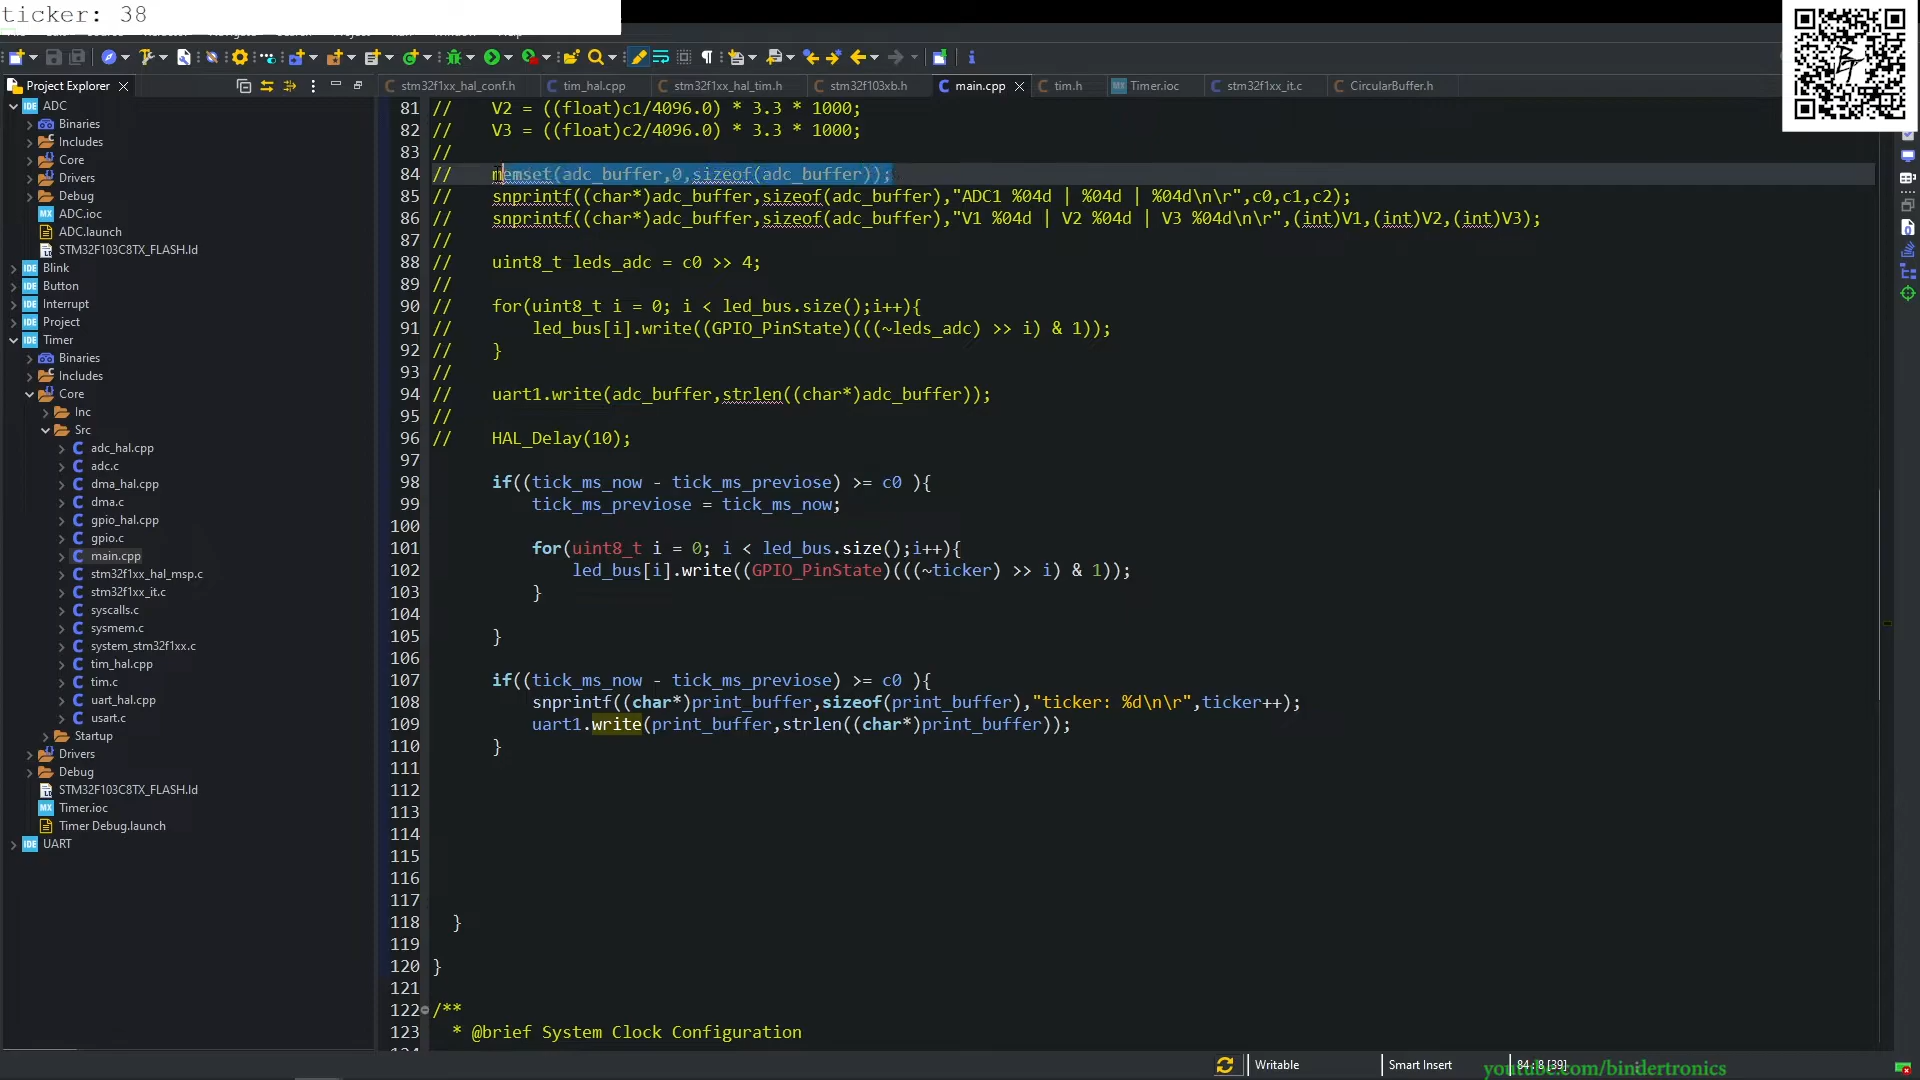 ticker: 38
Project Explorer
stm32f1xx_hal_conf.h
tim_hal.cpp
stm32f1xx_hal_tim.h
stm32f103xb.h
main.cpp
tim.h
Timer.ioc
stm32f1xx_it.c
CircularBuffer.h
ADC
Binaries
Includes
Core
Drivers
Debug
ADC.ioc
ADC.launch
STM32F103C8TX_FLASH.ld
Blink
Button
Interrupt
Project
Timer
Binaries
Includes
Core
Inc
Src
adc_hal.cpp
adc.c
dma_hal.cpp
dma.c
gpio_hal.cpp
gpio.c
main.cpp
stm32f1xx_hal_msp.c
stm32f1xx_it.c
syscalls.c
sysmem.c
system_stm32f1xx.c
tim_hal.cpp
tim.c
uart_hal.cpp
usart.c
Startup
Drivers
Debug
STM32F103C8TX_FLASH.ld
Timer.ioc
Timer Debug.launch
UART
81 // V2 = ((float)c1/4096.0) * 3.3 * 1000;
82 // V3 = ((float)c2/4096.0) * 3.3 * 1000;
83 //
84 // memset(adc_buffer,0,sizeof(adc_buffer));
85 // snprintf((char*)adc_buffer,sizeof(adc_buffer),"ADC1 %04d | %04d | %04d\n\r",c0,c1,c2);
86 // snprintf((char*)adc_buffer,sizeof(adc_buffer),"V1 %04d | V2 %04d | V3 %04d\n\r",(int)V1,(int)V2,(int)V3);
87 //
88 // uint8_t leds_adc = c0 >> 4;
89 //
90 // for(uint8_t i = 0; i < led_bus.size();i++){
91 // led_bus[i].write((GPIO_PinState)(((~leds_adc) >> i) & 1));
92 // }
93 //
94 // uart1.write(adc_buffer,strlen((char*)adc_buffer));
95 //
96 // HAL_Delay(10);
97
98 if((tick_ms_now - tick_ms_previose) >= c0 ){
99 tick_ms_previose = tick_ms_now;
100
101 for(uint8_t i = 0; i < led_bus.size();i++){
102 led_bus[i].write((GPIO_PinState)(((~ticker) >> i) & 1));
103 }
104
105 }
106
107 if((tick_ms_now - tick_ms_previose) >= c0 ){
108 snprintf((char*)print_buffer,sizeof(print_buffer),"ticker: %d\n\r",ticker++);
109 uart1.write(print_buffer,strlen((char*)print_buffer));
110 }
111
112
113
114
115
116
117
118 }
119
120 }
121
122 /**
123 * @brief System Clock Configuration
Writable
Smart Insert
84:8 [39]
youtube.com/bindertronics